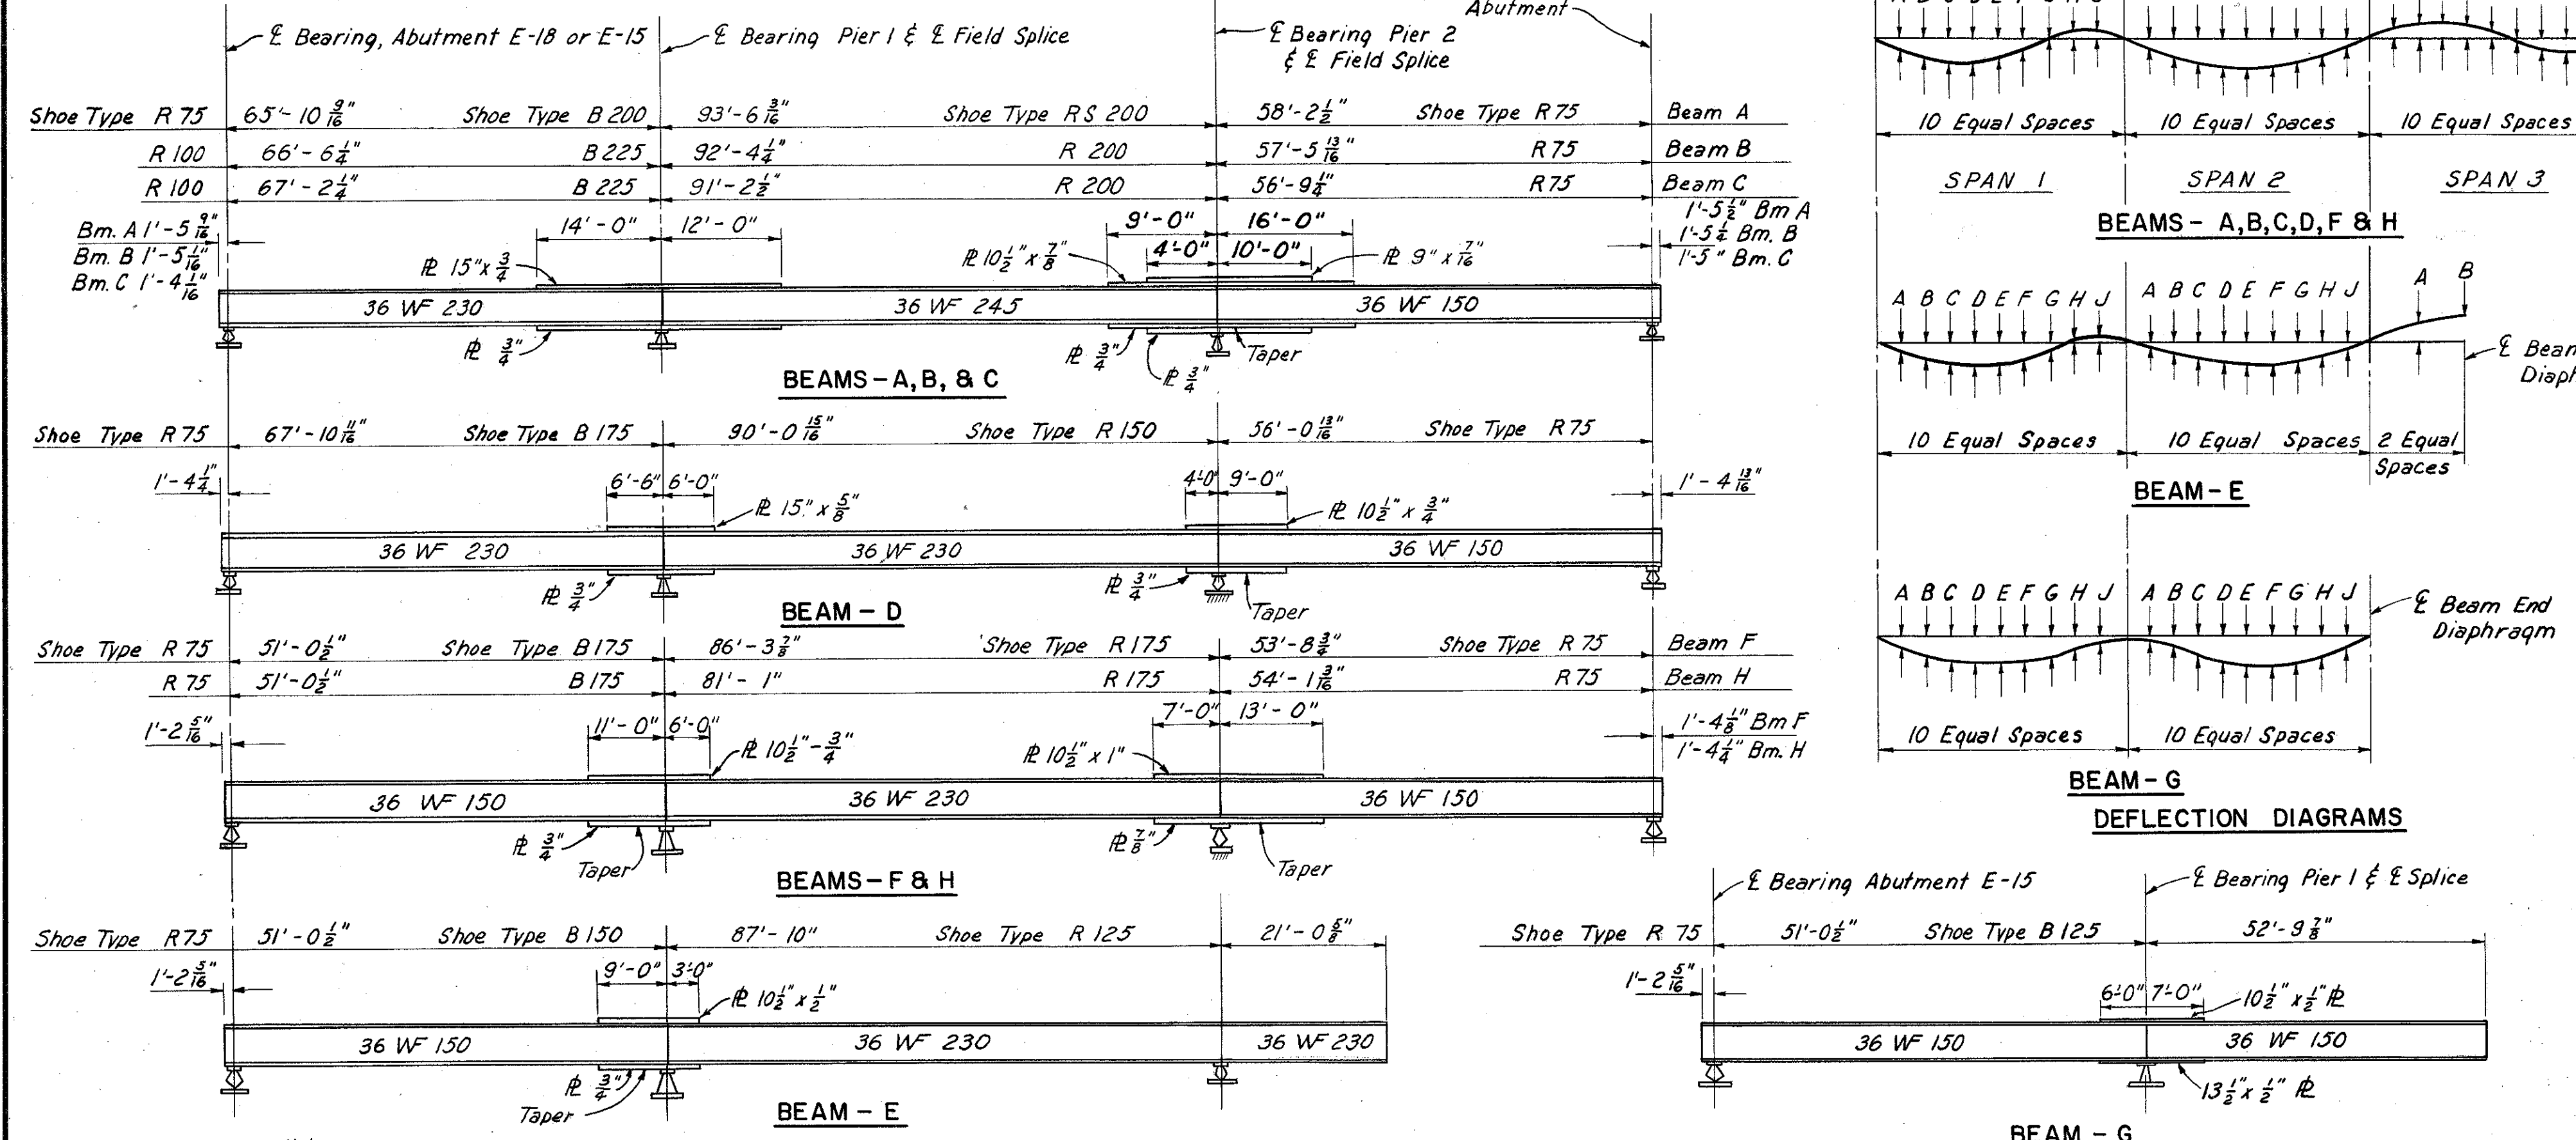 ℄ Bearing, Abutment E-18 or E-15
℄ Bearing Pier 1 & ℄ Field Splice
℄ Bearing Pier 2
& ℄ Field Splice
Abutment
Shoe Type R 75 65'-10 9/16" Shoe Type B 200 93'-6 3/16" Shoe Type RS 200 58'-2 1/2" Shoe Type R 75 Beam A
R 100 66'-6 1/4" B 225 92'-4 1/4" R 200 57'-5 13/16" R 75 Beam B
R 100 67'-2 1/4" B 225 91'-2 1/2" R 200 56'-9 1/4" R 75 Beam C
Bm. A 1'-5 9/16"
Bm. B 1'-5 1/16"
Bm. C 1'-4 1/16"
14'-0" 12'-0"
9'-0" 16'-0"
4'-0" 10'-0"
1'-5 1/2" Bm A
1'-5 1/4 Bm. B
1'-5" Bm. C
℞ 15" x 3/4
℞ 10 1/2" x 7/8"
℞ 9" x 7/16"
36 WF 230 36 WF 245 36 WF 150
℞ 3/4"
℞ 3/4"
℞ 3/4"
Taper
BEAMS - A, B, & C
Shoe Type R 75 67'-10 11/16" Shoe Type B 175 90'-0 15/16" Shoe Type R 150 56'-0 13/16" Shoe Type R 75
1'-4 1/4" 6'-6" 6'-0" 4'-0" 9'-0" 1'-4 13/16"
℞ 15" x 5/8"
℞ 10 1/2" x 3/4"
36 WF 230 36 WF 230 36 WF 150
℞ 3/4"
℞ 3/4"
Taper
BEAM - D
Shoe Type R 75 51'-0 1/2" Shoe Type B 175 86'-3 7/8" Shoe Type R 175 53'-8 3/4" Shoe Type R 75 Beam F
R 75 51'-0 1/2" B 175 81'-1" R 175 54'-1 3/16" R 75 Beam H
1'-2 5/16" 11'-0" 6'-0" 7'-0" 13'-0"
1'-4 1/8" Bm F
1'-4 1/4" Bm. H
℞ 10 1/2" - 3/4"
℞ 10 1/2" x 1"
36 WF 150 36 WF 230 36 WF 150
℞ 3/4"
Taper
℞ 7/8"
Taper
BEAMS - F & H
Shoe Type R 75 51'-0 1/2" Shoe Type B 150 87'-10" Shoe Type R 125 21'-0 5/8"
1'-2 5/16" 9'-0" 3'-0"
℞ 10 1/2" x 1/2"
36 WF 150 36 WF 230 36 WF 230
℞ 3/4"
Taper
BEAM - E
10 Equal Spaces 10 Equal Spaces 10 Equal Spaces
SPAN 1 SPAN 2 SPAN 3
BEAMS - A, B, C, D, F & H
A B C D E F G H J A B C D E F G H J A B
℄
10 Equal Spaces 10 Equal Spaces 2 Equal
Spaces
BEAM - E
A B C D E F G H J A B C D E F G H J
℄ Beam End
Diaphragm
10 Equal Spaces 10 Equal Spaces
BEAM - G
DEFLECTION DIAGRAMS
℄ Bearing Abutment E-15
℄ Bearing Pier 1 & ℄ Splice
Shoe Type R 75 51'-0 1/2" Shoe Type B 125 52'-9 7/8"
1'-2 5/16" 6'-0" 7'-0"
10 1/2" x 1/2" ℞
36 WF 150 36 WF 150
13 1/2" x 1/2" ℞
BEAM - G